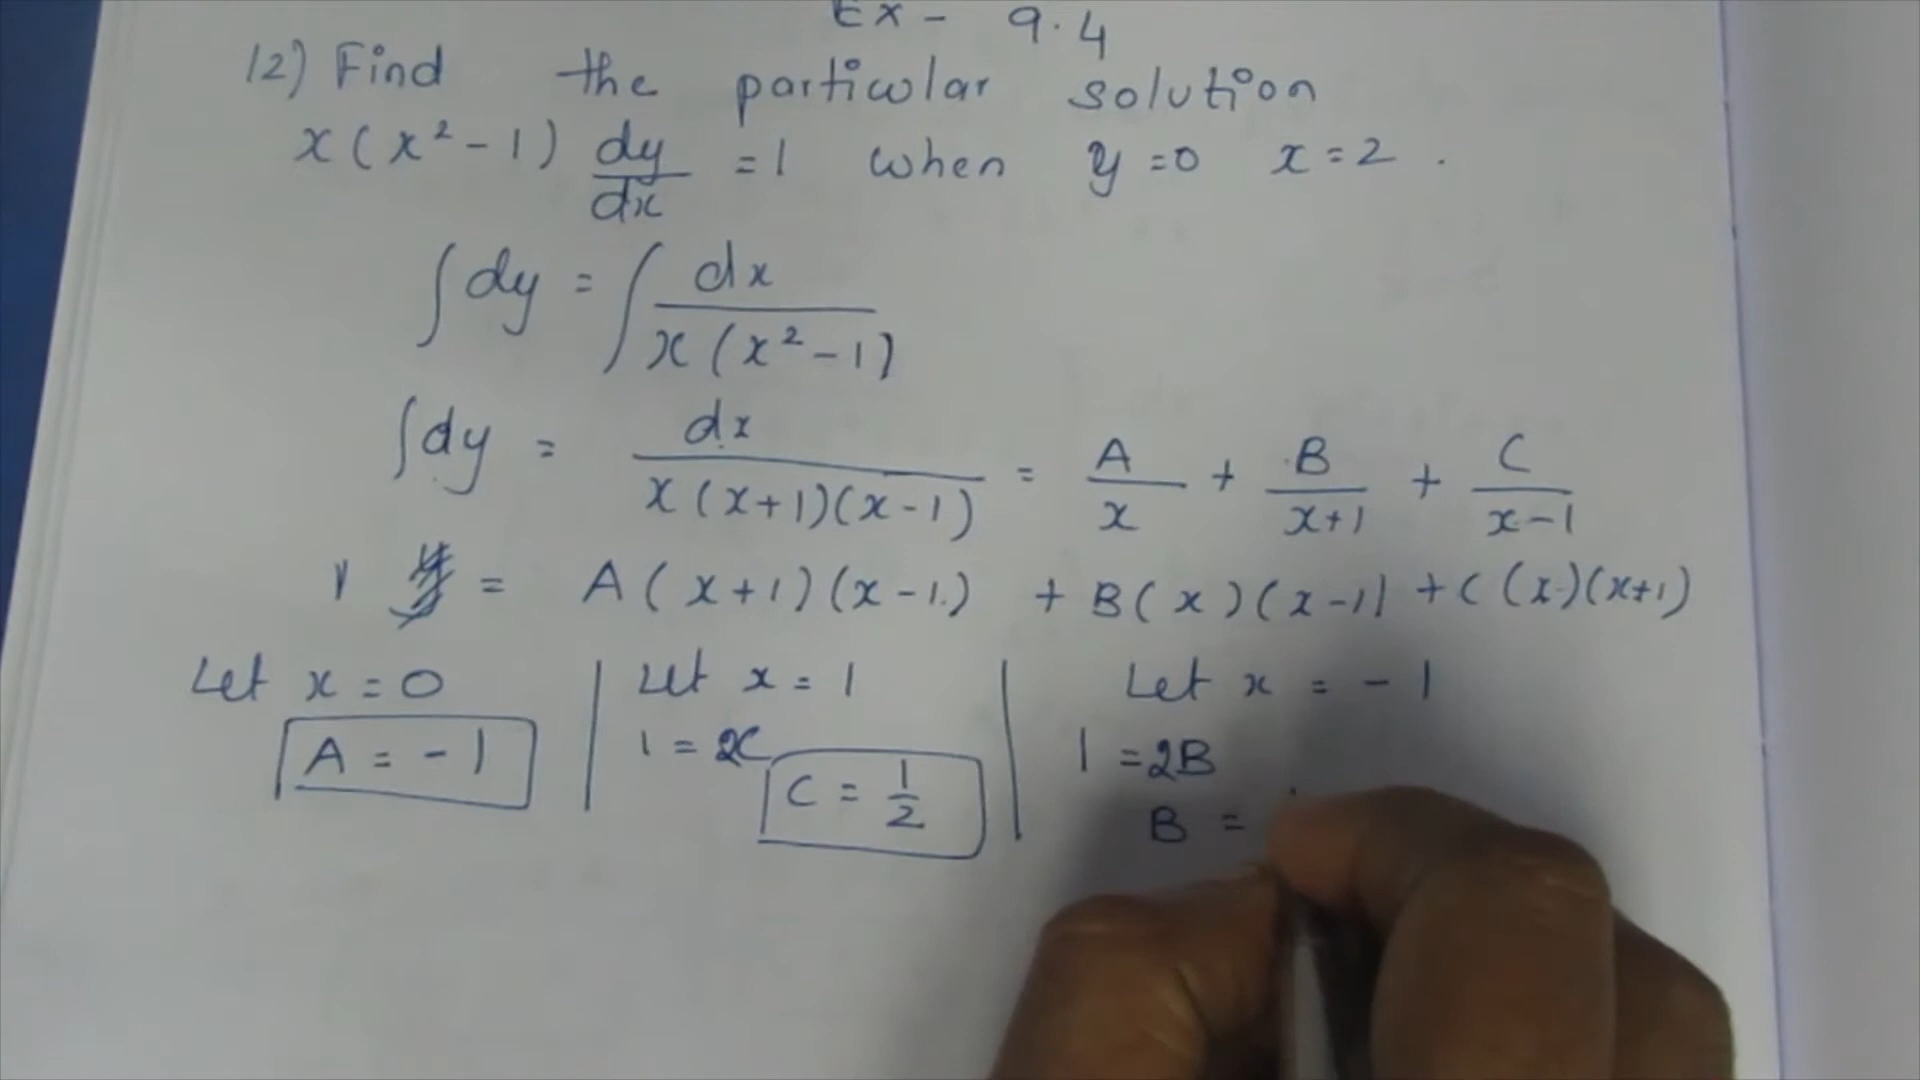 Ex - 9.4
12) Find the particular solution
x(x² - 1) dy/dx = 1 when y = 0 x = 2 .
∫dy = ∫ dx / x(x² - 1)
∫dy = dx / x(x+1)(x-1) = A/x + B/x+1 + C/x-1
1 = A(x+1)(x-1) + B(x)(x-1) + C(x)(x+1)
Let x = 0 | Let x = 1 | Let x = -1
A = -1 | 1 = 2C | 1 = 2B
C = 1/2 | B =